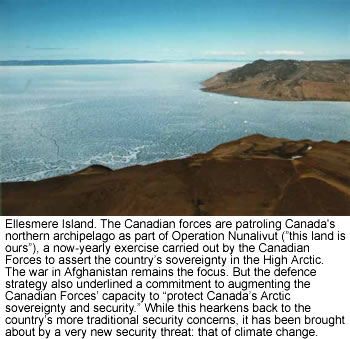 Ellesmere Island. The Canadian forces are patroling Canada's
northern archipelago as part of Operation Nunalivut ("this land is
ours"), a now-yearly exercise carried out by the Canadian
Forces to assert the country's sovereignty in the High Arctic.
The war in Afghanistan remains the focus. But the defence
strategy also underlined a commitment to augmenting the
Canadian Forces' capacity to "protect Canada's Arctic
sovereignty and security." While this hearkens back to the
country's more traditional security concerns, it has been brought
about by a very new security threat: that of climate change.